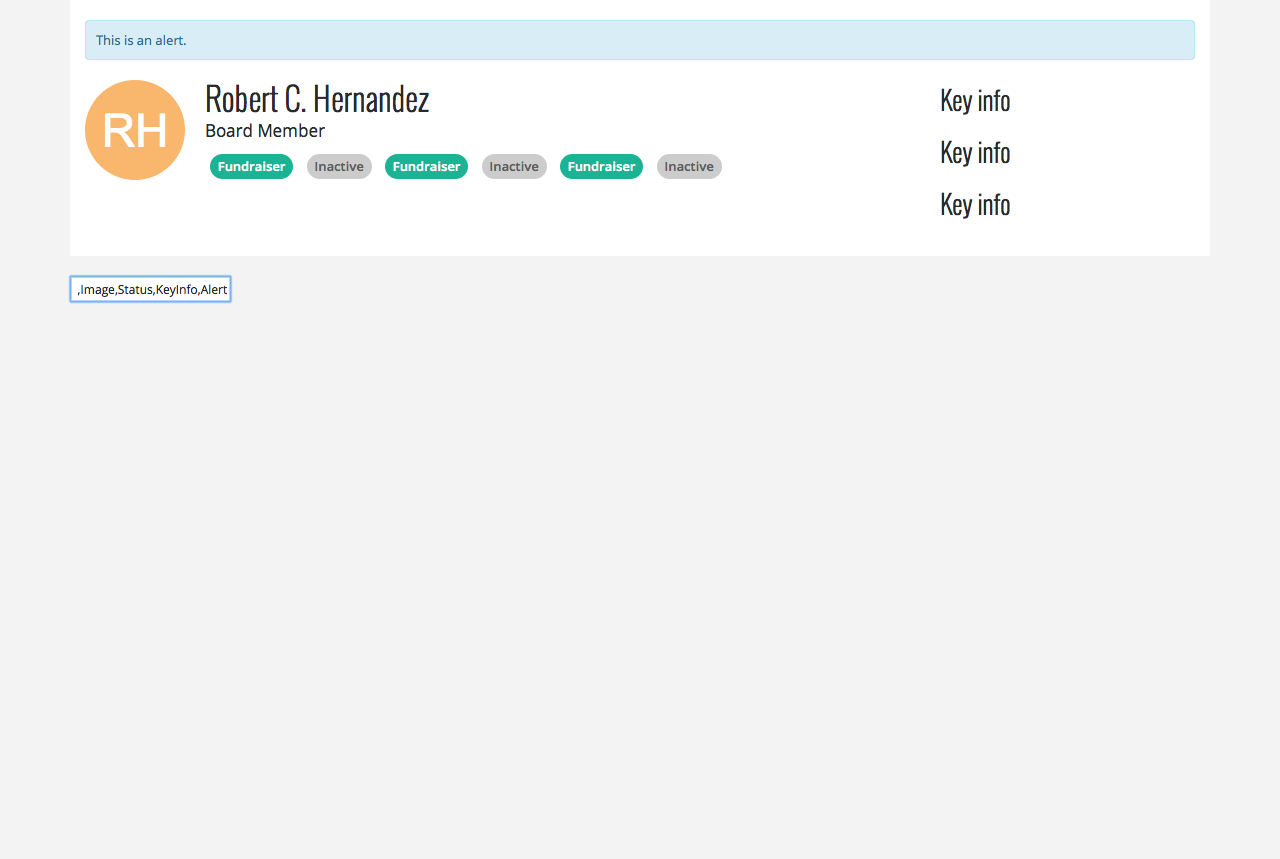 This is an alert.
RH
Robert C. Hernandez
Board Member
Fundraiser Inactive Fundraiser Inactive Fundraiser Inactive
Key info
Key info
Key info
,Image,Status,KeyInfo,Alert